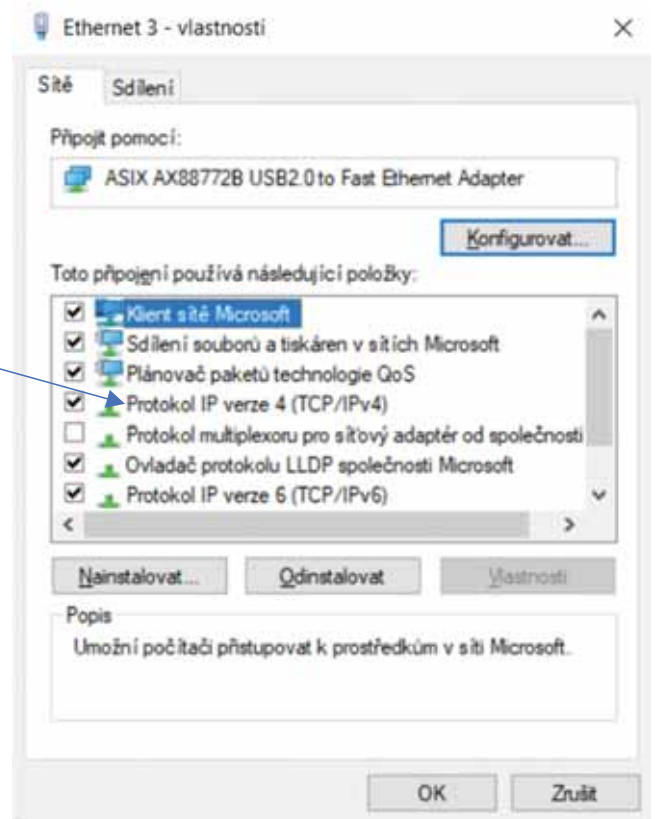 Ethernet 3 - vlastnosti
Sítě
Sdílení
Připojit pomocí:
ASIX AX88772B USB2.0 to Fast Ethernet Adapter
Konfigurovat...
Toto připojení používá následující položky:
Klient sítě Microsoft
Sdílení souborů a tiskáren v sítích Microsoft
Plánovač paketů technologie QoS
Protokol IP verze 4 (TCP/IPv4)
Protokol multiplexoru pro síťový adaptér od společnosti
Ovladač protokolu LLDP společnosti Microsoft
Protokol IP verze 6 (TCP/IPv6)
Nainstalovat...
Odinstalovat
Vlastnosti
Popis
Umožní počítači přistupovat k prostředkům v síti Microsoft.
OK
Zrušit